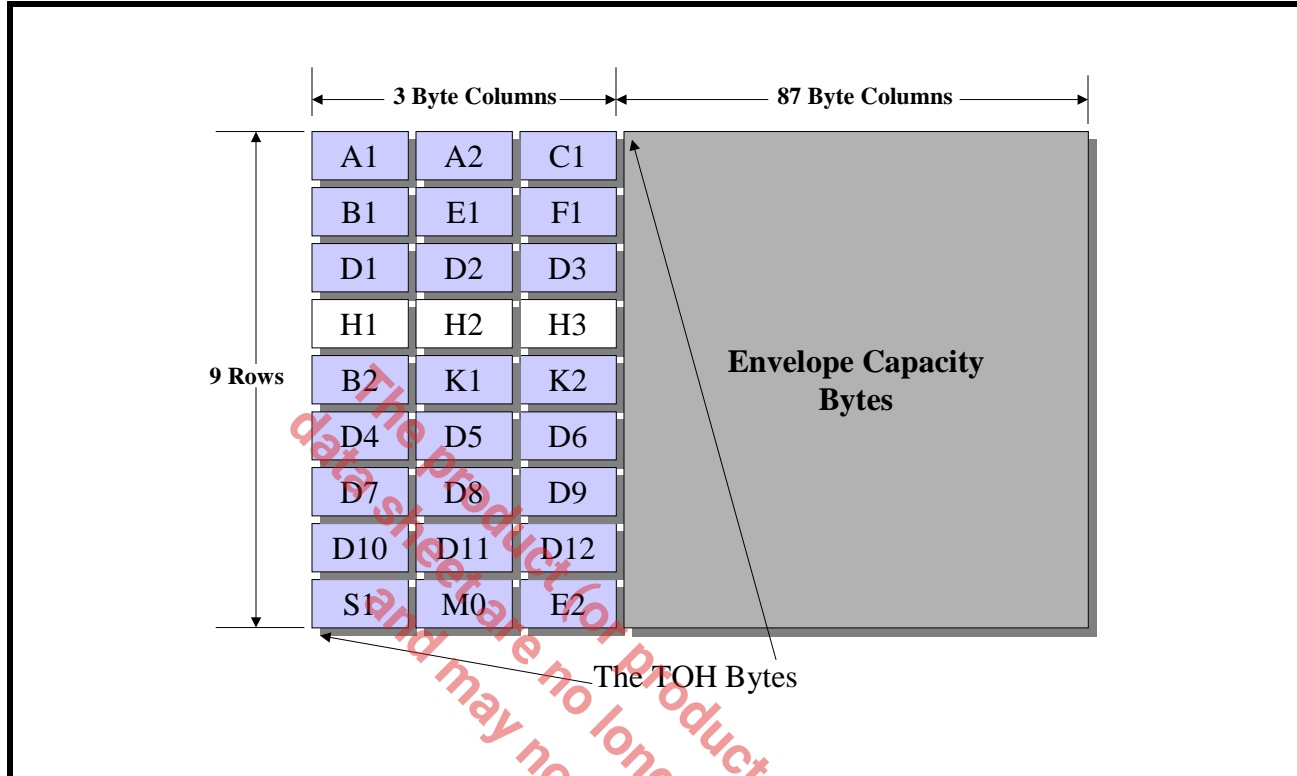 3 Byte Columns 87 Byte Columns
A1 A2 C1
B1 E1 F1
D1 D2 D3
H1 H2 H3
9 Rows
Envelope Capacity
Bytes
B2 K1 K2
D4 D5 D6
D7 D8 D9
D10 D11 D12
S1 M0 E2
The TOH Bytes
The product (or product
data sheet are no long
and may no